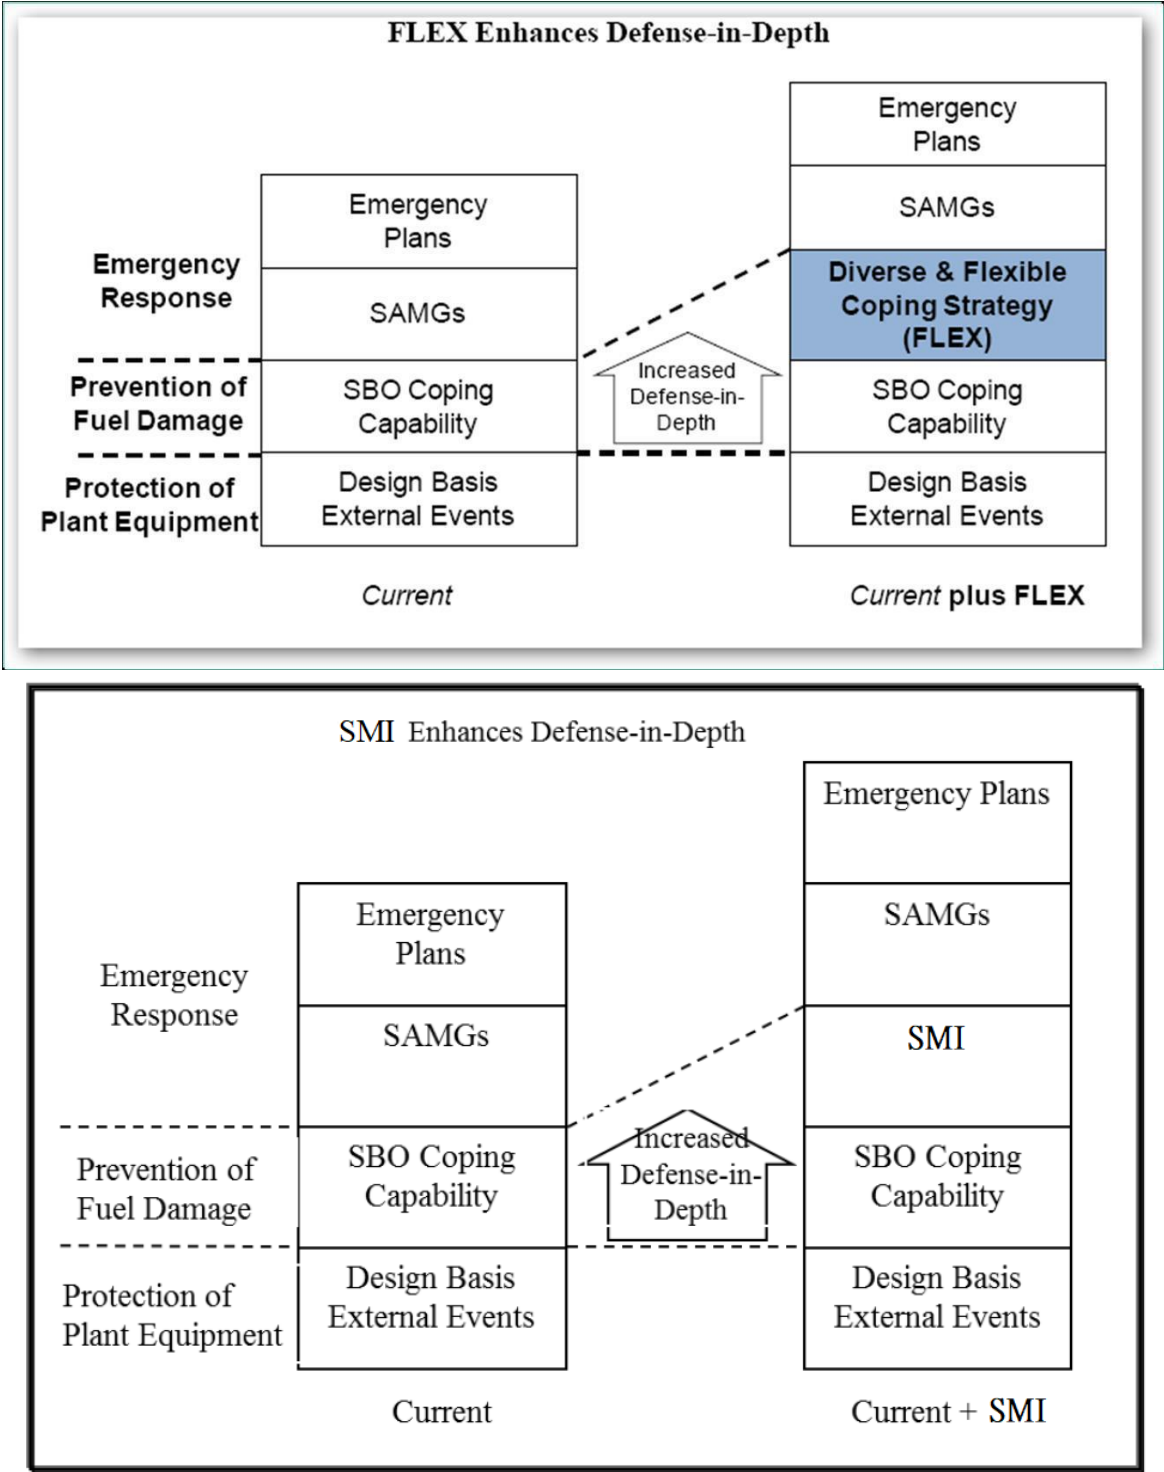 FLEX Enhances Defense-in-Depth
Emergency
Plans
SAMGs
Diverse & Flexible
Coping Strategy
(FLEX)
SBO Coping
Capability
Design Basis
External Events
Emergency
Plans
SAMGs
SBO Coping
Capability
Design Basis
External Events
Emergency
Response
Prevention of
Fuel Damage
Protection of
Plant Equipment
Increased
Defense-in-
Depth
Current
Current plus FLEX
SMI Enhances Defense-in-Depth
Emergency Plans
SAMGs
SMI
SBO Coping
Capability
Design Basis
External Events
Emergency
Plans
SAMGs
SBO Coping
Capability
Design Basis
External Events
Emergency
Response
Prevention of
Fuel Damage
Protection of
Plant Equipment
Increased
Defense-in-
Depth
Current
Current + SMI